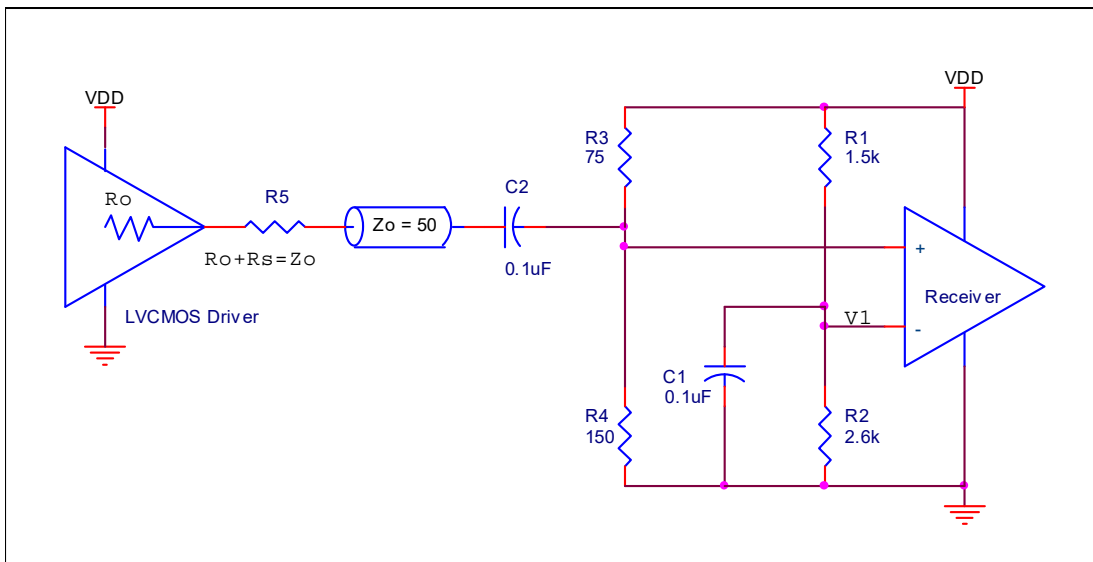 VDD
VDD
R3
75
R1
1.5k
Ro
R5
C2
Zo = 50
Ro+Rs=Zo
0.1uF
+
Receiver
LVCMOS Driver
V1
-
C1
0.1uF
R4
150
R2
2.6k